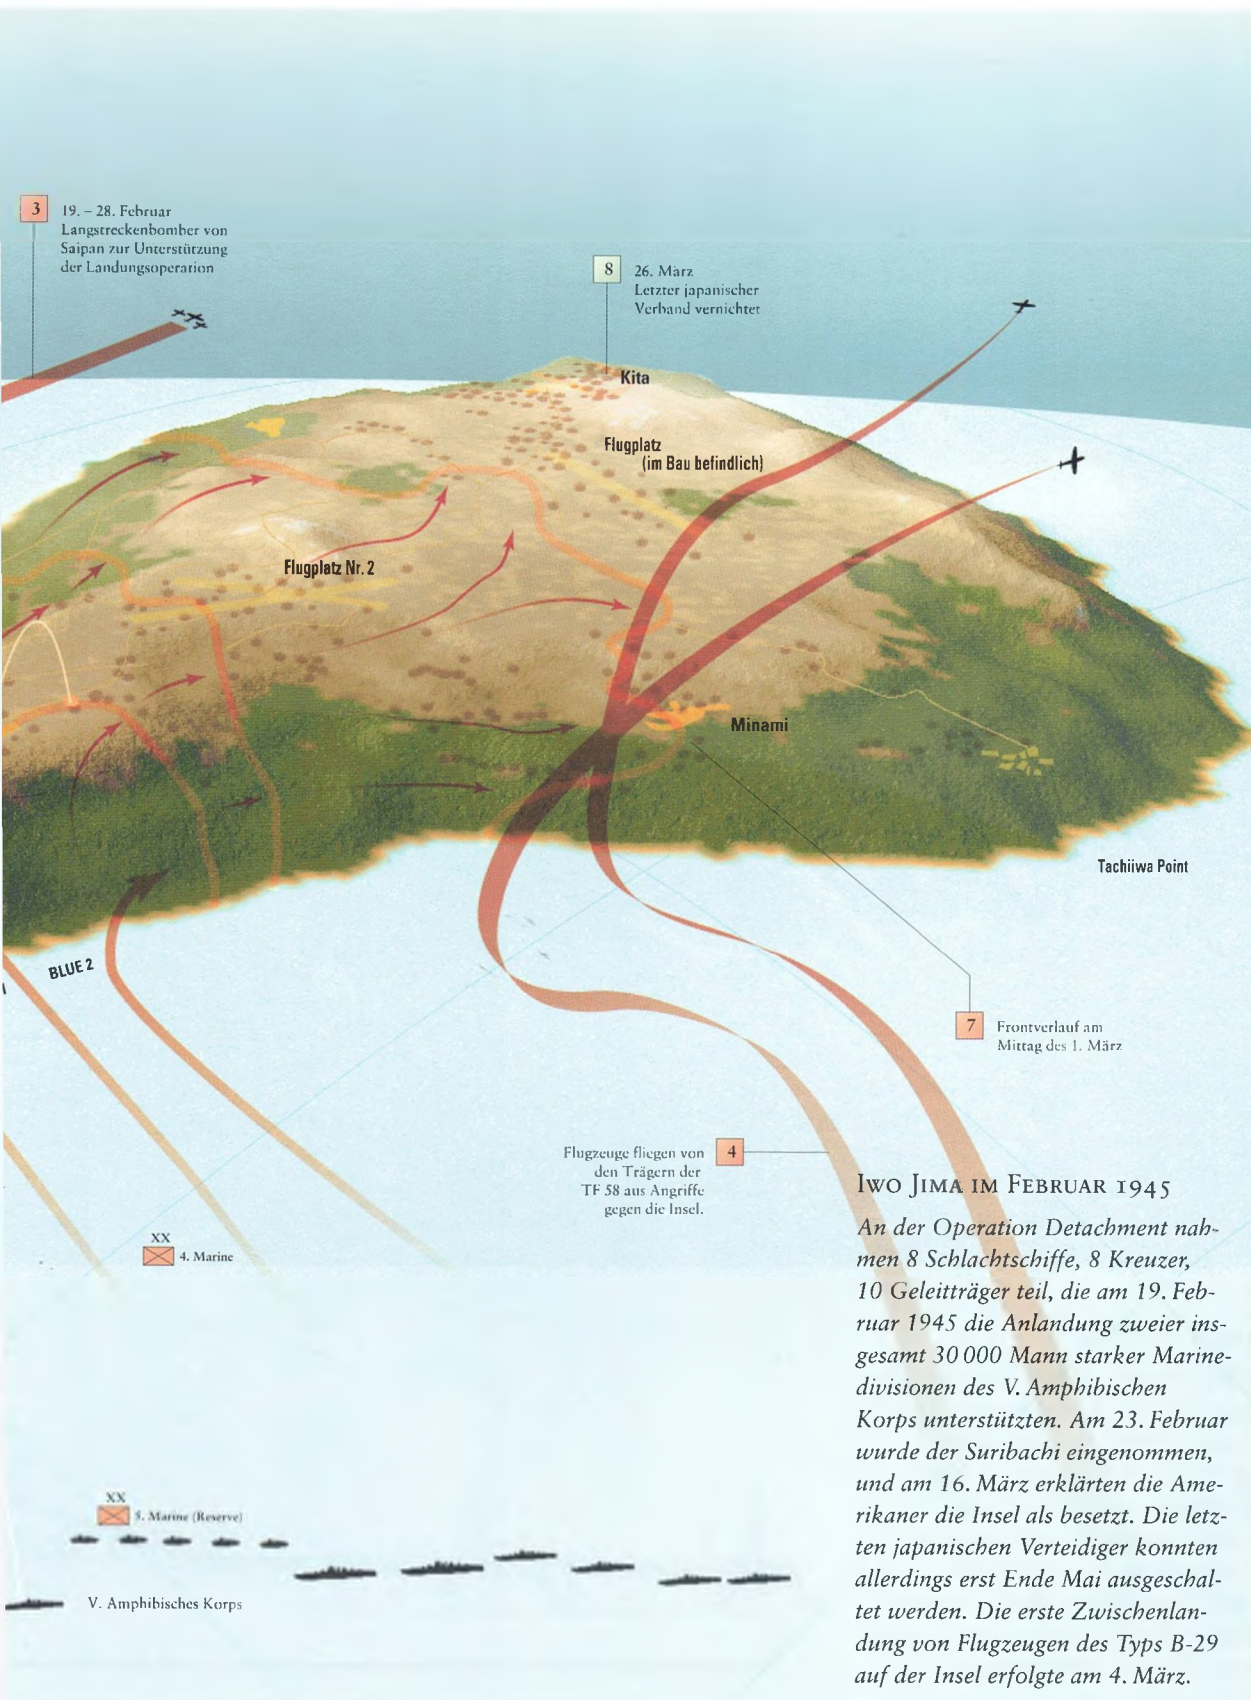 3
19. – 28. Februar
Langstreckenbomber von
Saipan zur Unterstützung
der Landungsoperation
8
26. März
Letzter japanischer
Verband vernichtet
Kita
Flugplatz
(im Bau befindlich)
Flugplatz Nr. 2
Minami
Tachiiwa Point
BLUE 2
7
Frontverlauf am
Mittag des 1. März
4
Flugzeuge fliegen von
den Trägern der
TF 58 aus Angriffe
gegen die Insel.
XX
4. Marine
XX
5. Marine (Reserve)
V. Amphibisches Korps
IWO JIMA IM FEBRUAR 1945
An der Operation Detachment nah-
men 8 Schlachtschiffe, 8 Kreuzer,
10 Geleitträger teil, die am 19. Feb-
ruar 1945 die Anlandung zweier ins-
gesamt 30 000 Mann starker Marine-
divisionen des V. Amphibischen
Korps unterstützten. Am 23. Februar
wurde der Suribachi eingenommen,
und am 16. März erklärten die Ame-
rikaner die Insel als besetzt. Die letz-
ten japanischen Verteidiger konnten
allerdings erst Ende Mai ausgeschal-
tet werden. Die erste Zwischenlan-
dung von Flugzeugen des Typs B-29
auf der Insel erfolgte am 4. März.